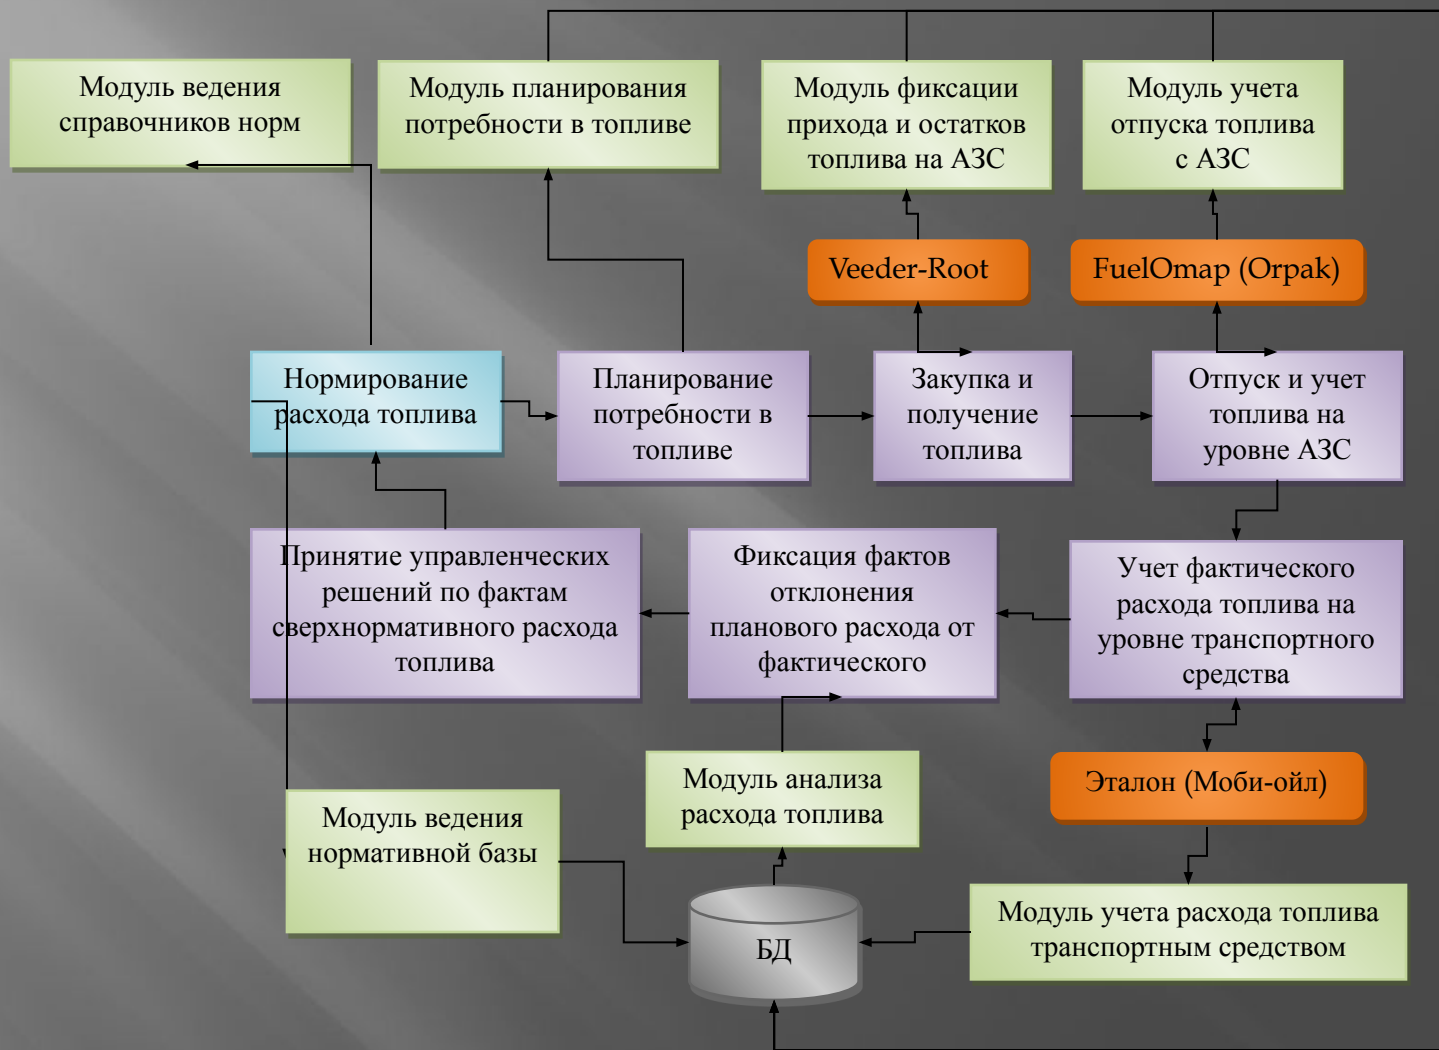 Модуль ведения
справочников норм
Модуль планирования
потребности в топливе
Модуль фиксации
прихода и остатков
топлива на АЗС
Модуль учета
отпуска топлива
с АЗС
Veeder-Root
FuelOmap (Orpak)
Нормирование
расхода топлива
Планирование
потребности в
топливе
Закупка и
получение
топлива
Отпуск и учет
топлива на
уровне АЗС
Принятие управленческих
решений по фактам
сверхнормативного расхода
топлива
Фиксация фактов
отклонения
планового расхода от
фактического
Учет фактического
расхода топлива на
уровне транспортного
средства
Модуль анализа
расхода топлива
Эталон (Моби-ойл)
Модуль ведения
нормативной базы
БД
Модуль учета расхода топлива
транспортным средством